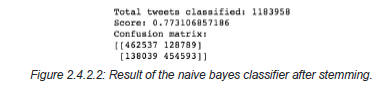 Total tweets classified: 1183958
Score: 0.773106857186
Confusion matrix:
[[462537 128789]
[138039 454593]]
Figure 2.4.2.2: Result of the naive bayes classifier after stemming.